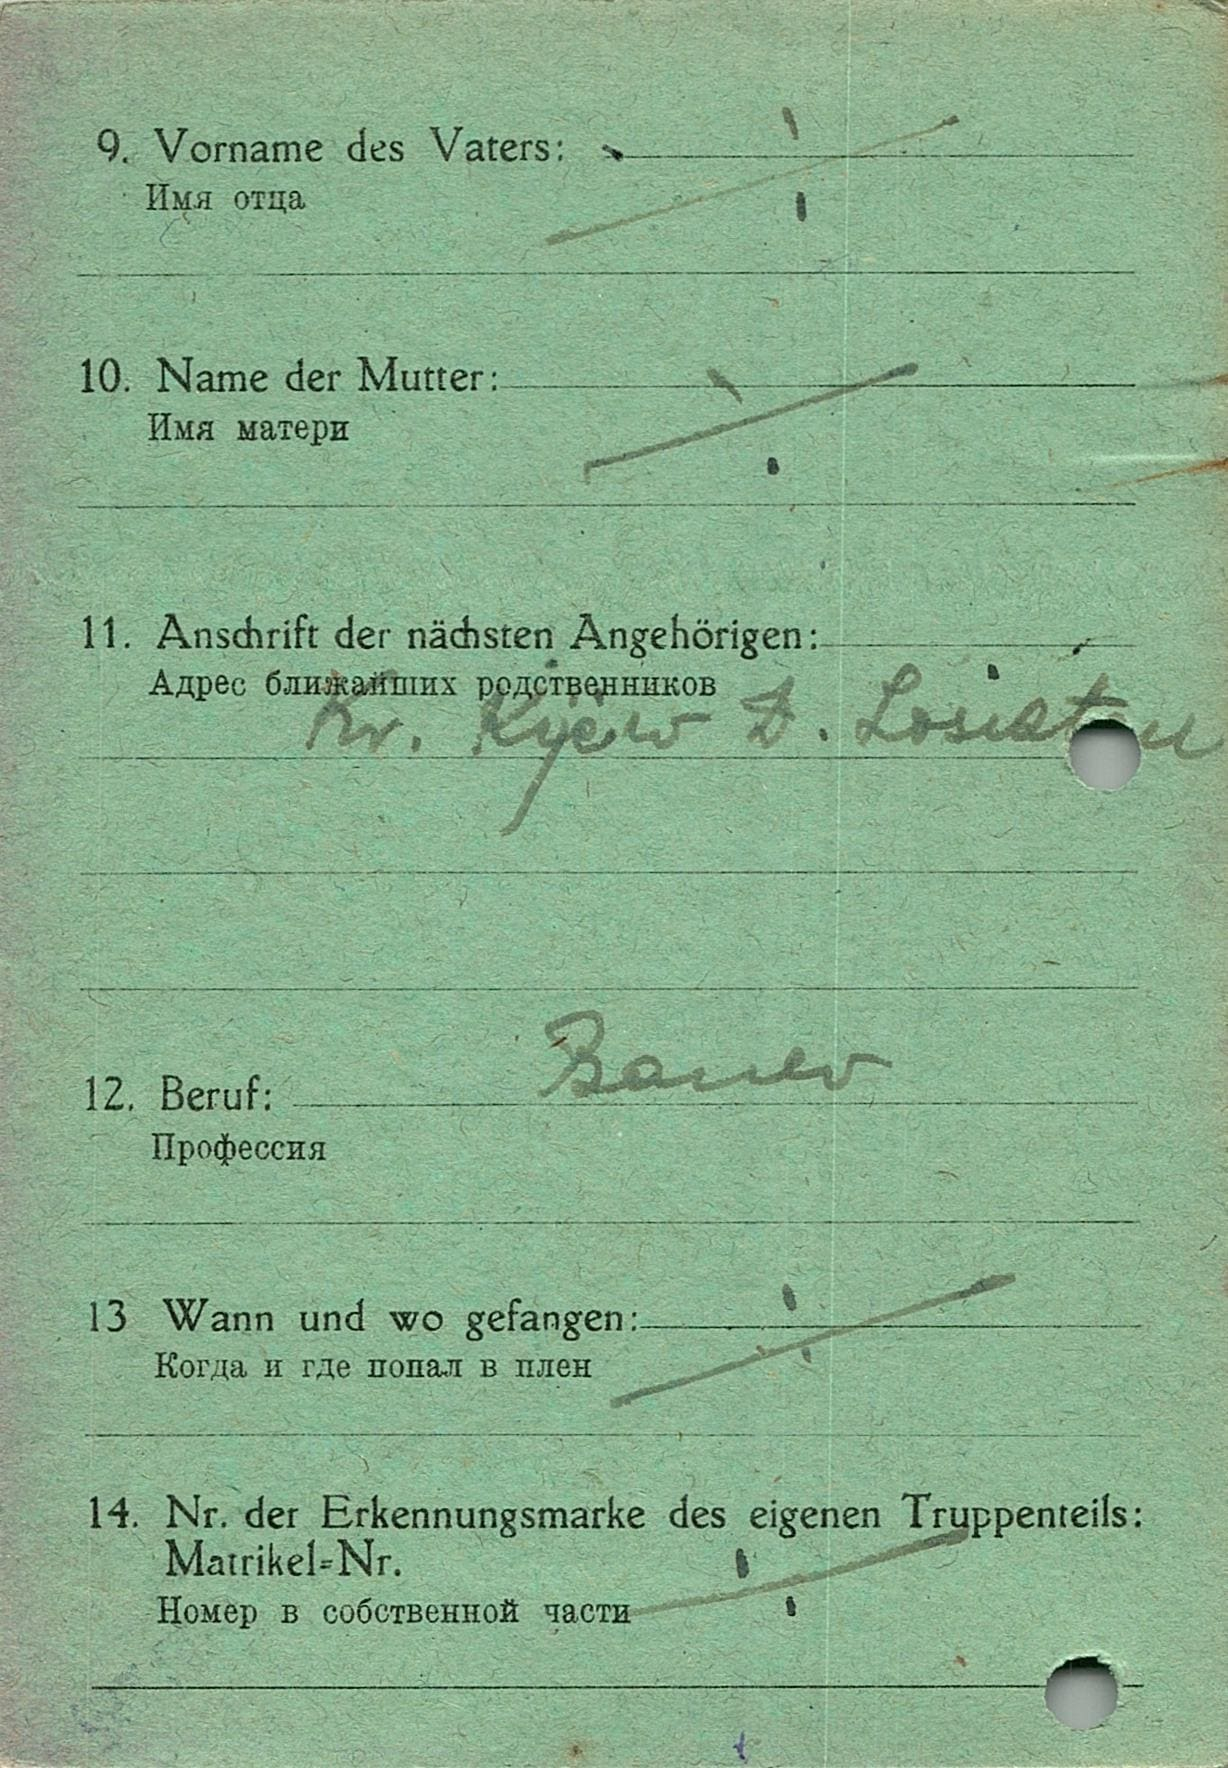 9. Vorname des Vaters:
Имя отца
10. Name der Mutter:
Имя матери
11. Anschrift der nächsten Angehörigen:
Адрес ближайших родственников
Kr. Kijew D.
12. Beruf: Bauer
Профессия
13 Wann und wo gefangen:
Когда и где попал в плен
14. Nr. der Erkennungsmarke des eigenen Truppenteils:
Matrikel=Nr.
Номер в собственной части